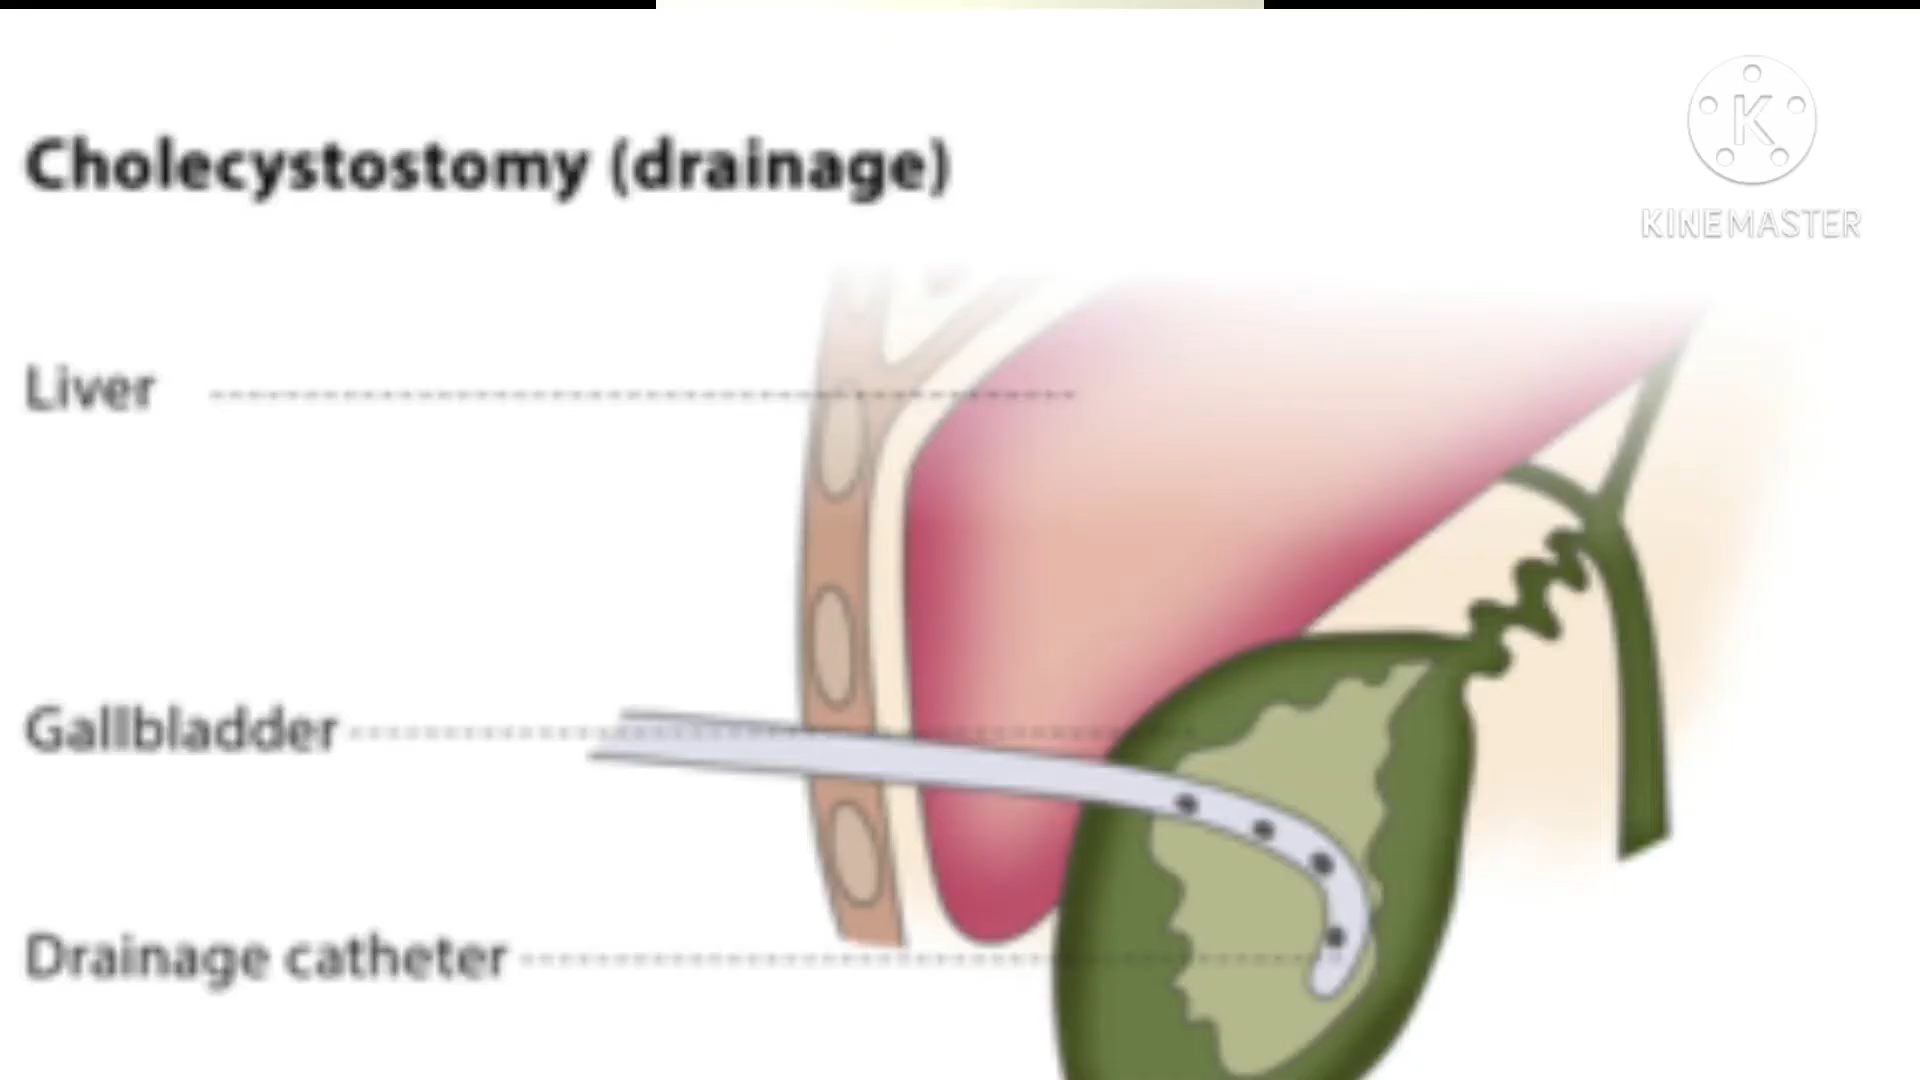 Cholecystostomy (drainage)
K
KINEMASTER
Liver
Gallbladder
Drainage catheter